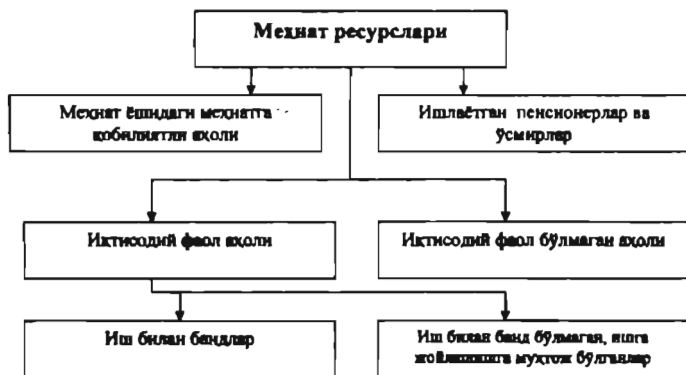 Меҳнат ресурслари
Меҳнат ёшидаги меҳнатга
қобилиятли аҳоли
Ишлаётган пенсионерлар ва
ўсмирлар
Иқтисодий фаол аҳоли
Иқтисодий фаол бўлмаган аҳоли
Иш билан бандлар
Иш билан банд бўлмаган, ишга
жойлашишга муҳтож бўлганлар